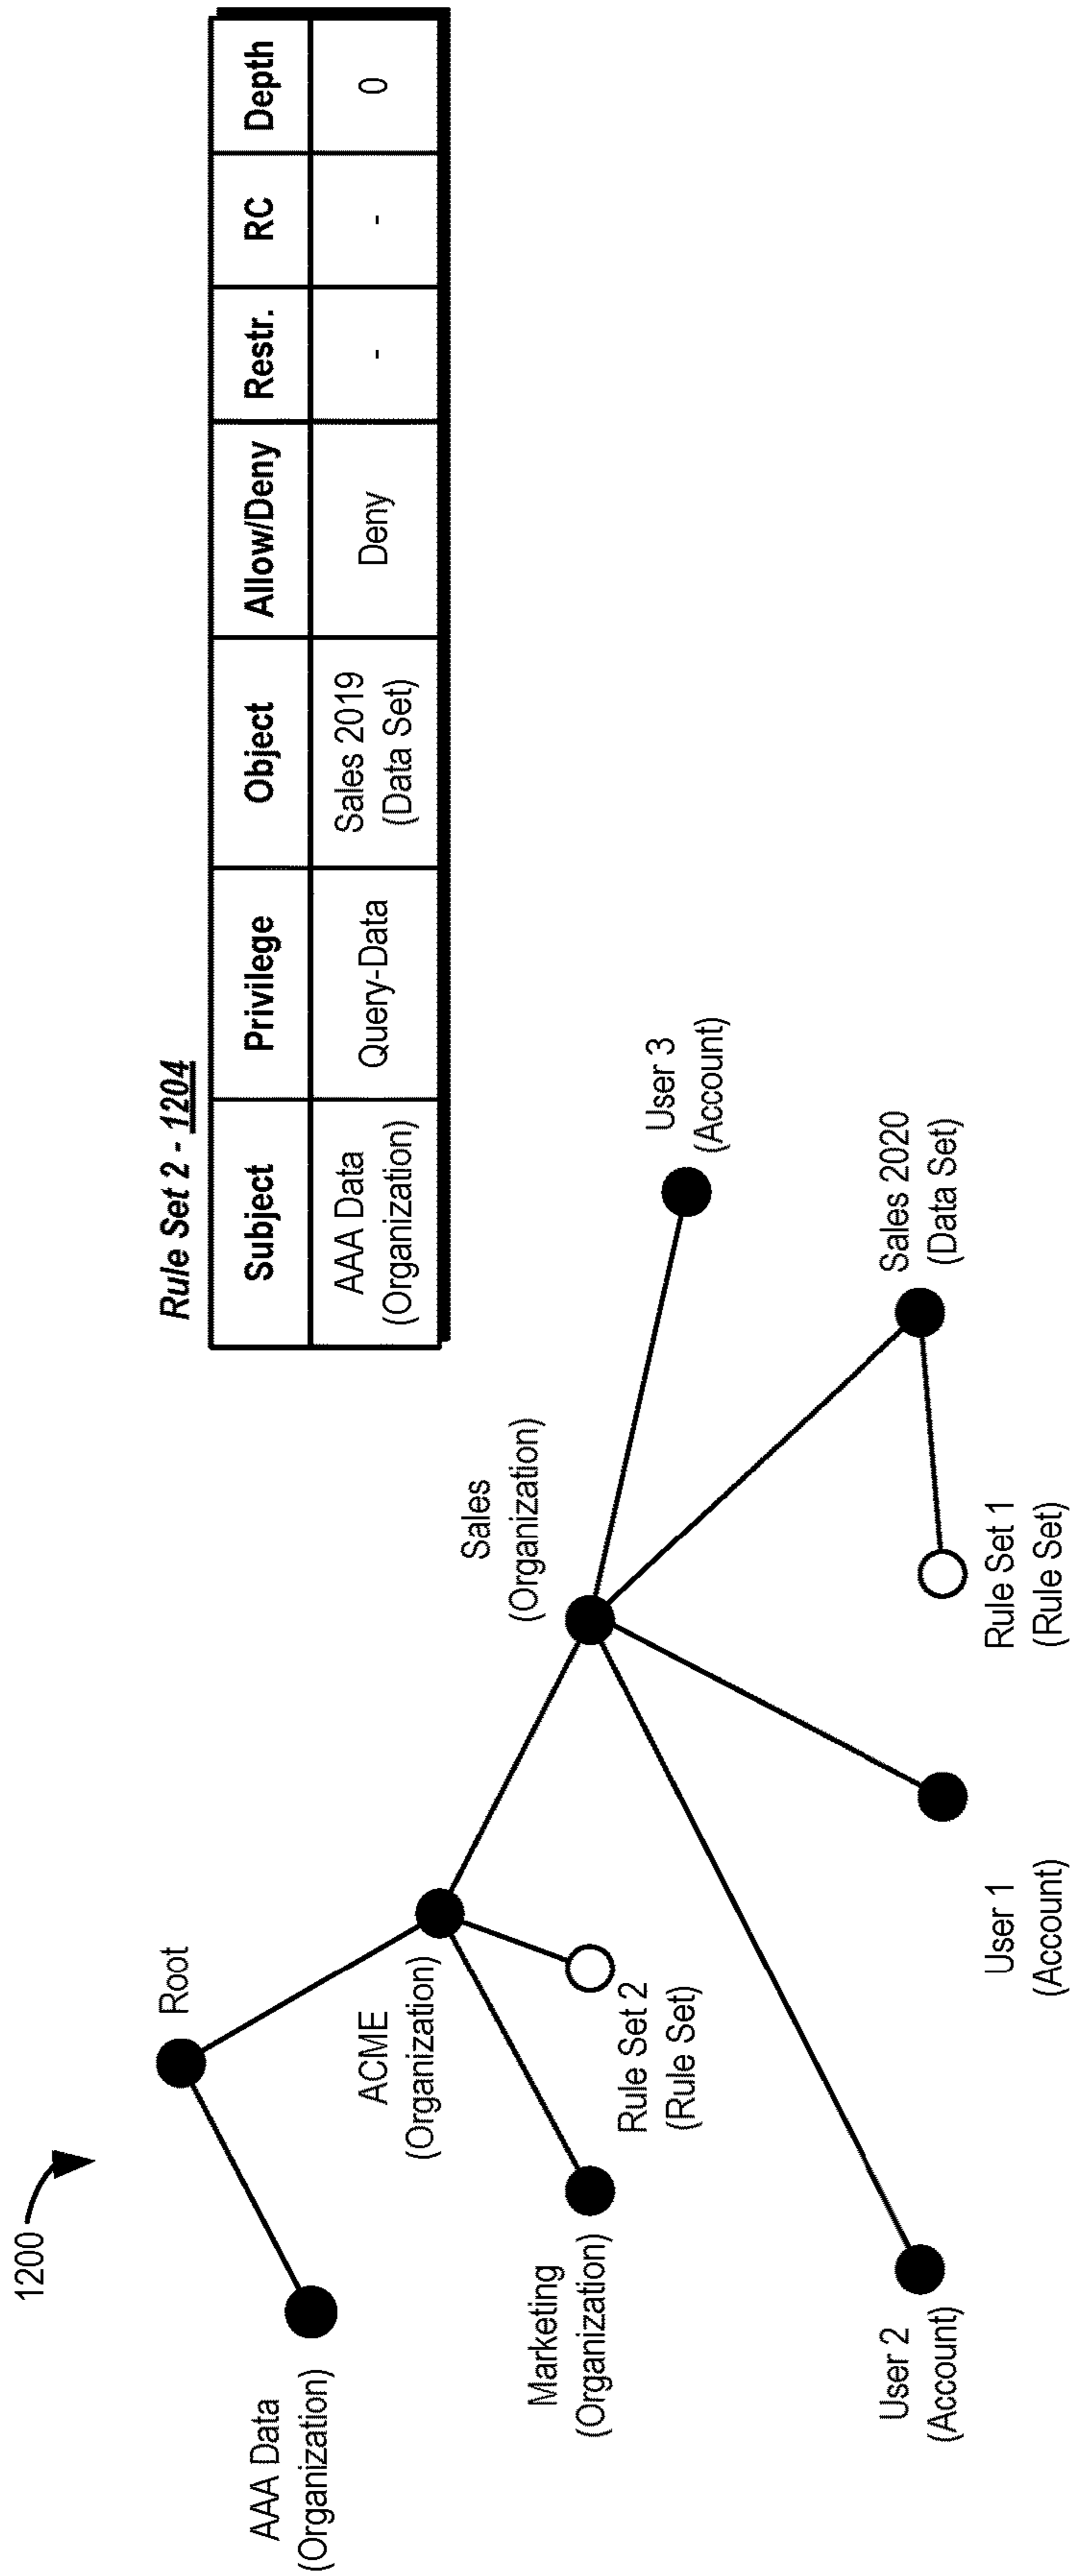 1200
Rule Set 2 - 1204
Subject
Privilege
Object
Allow/Deny
Restr.
RC
Depth
AAA Data
(Organization)
Query-Data
Sales 2019
(Data Set)
Deny
-
-
0
Root
AAA Data
(Organization)
ACME
(Organization)
Sales
(Organization)
Marketing
(Organization)
Rule Set 2
(Rule Set)
User 3
(Account)
User 2
(Account)
User 1
(Account)
Rule Set 1
(Rule Set)
Sales 2020
(Data Set)